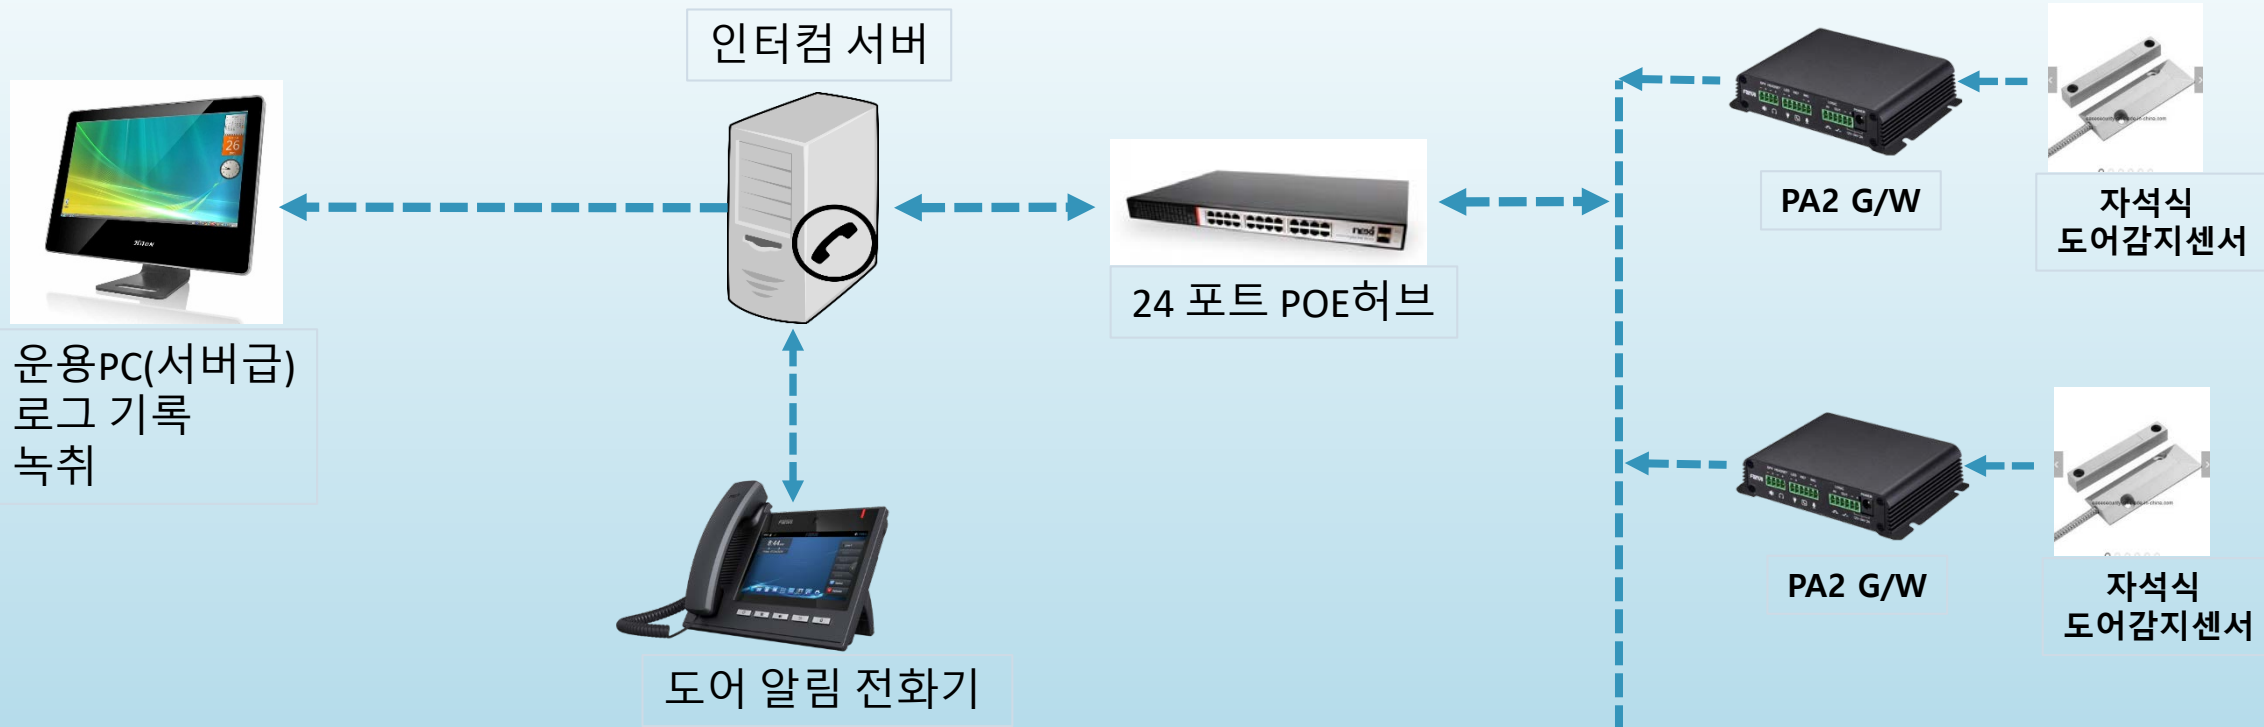 인터컴 서버
운용PC(서버급)
로그 기록
녹취
26
24 포트 POE허브
도어 알림 전화기
PA2 G/W
자석식
도어감지센서
PA2 G/W
자석식
도어감지센서